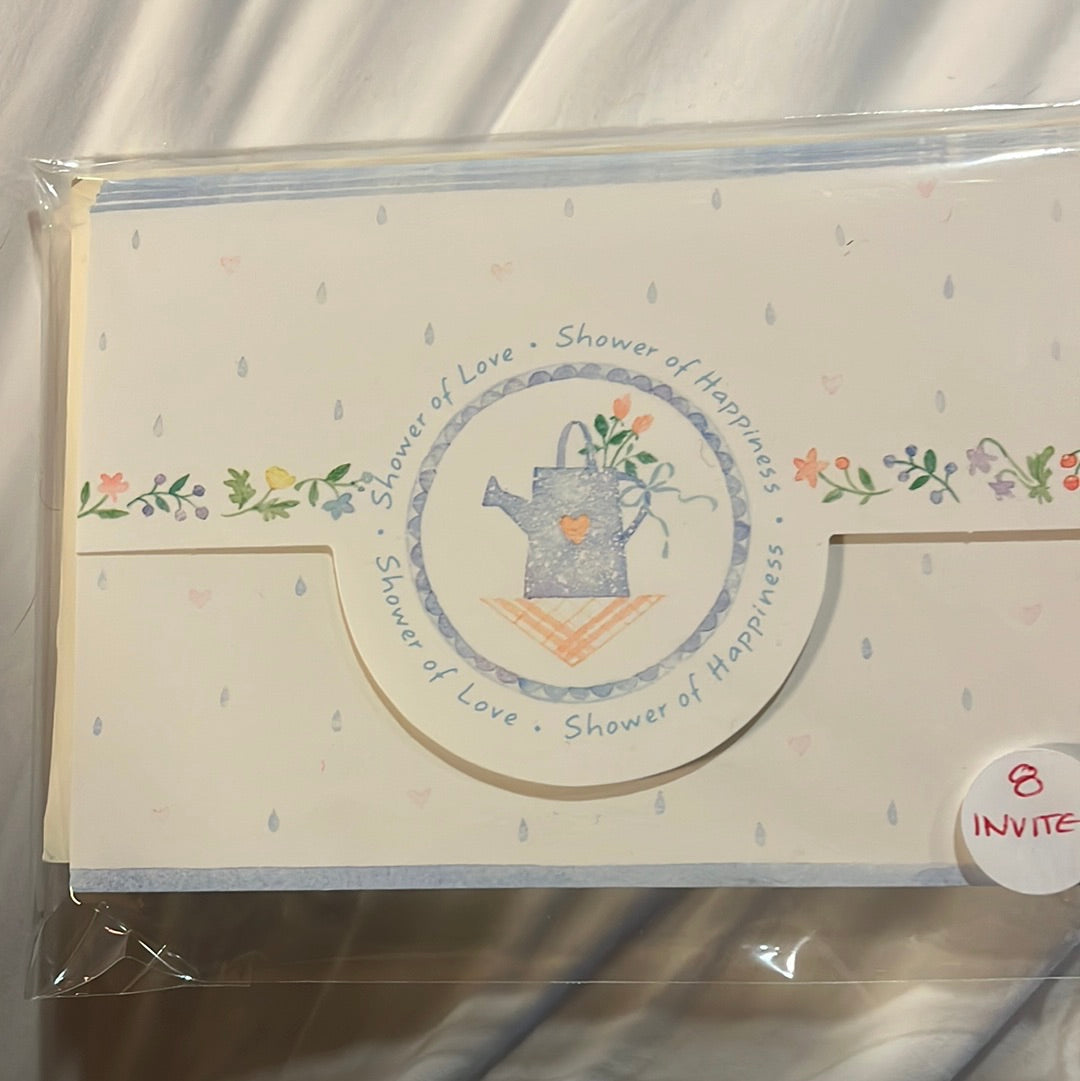 Shower of Love · Shower of Happiness ·
Shower of Love · Shower of Happiness ·
8
INVITE